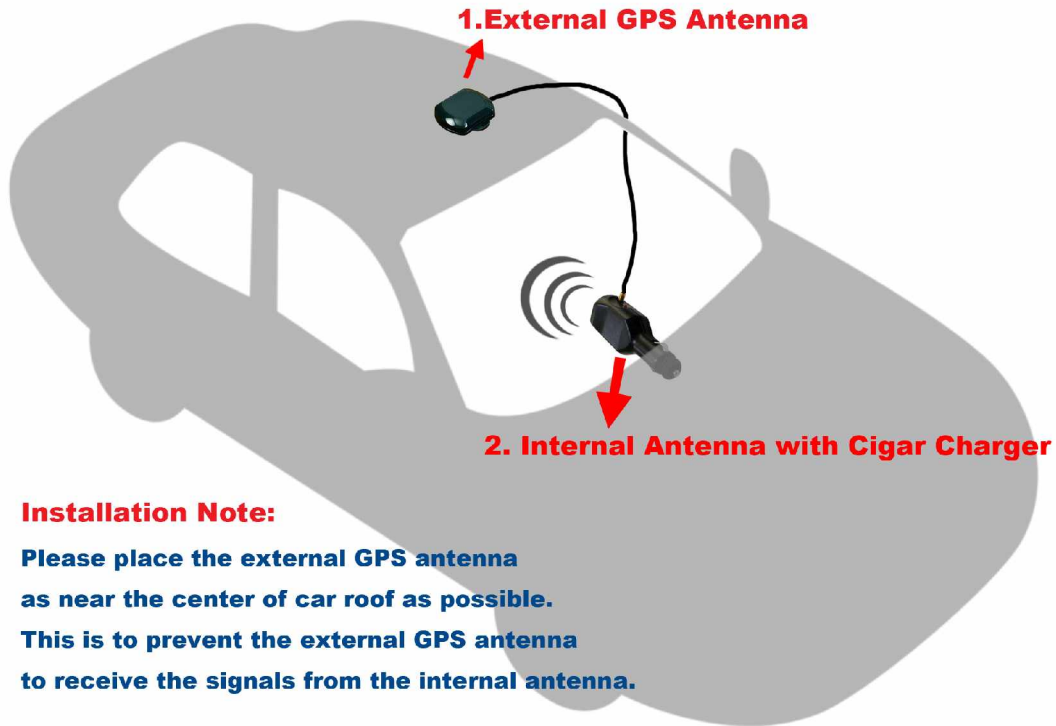 1.External GPS Antenna
2. Internal Antenna with Cigar Charger
Installation Note:
Please place the external GPS antenna
as near the center of car roof as possible.
This is to prevent the external GPS antenna
to receive the signals from the internal antenna.